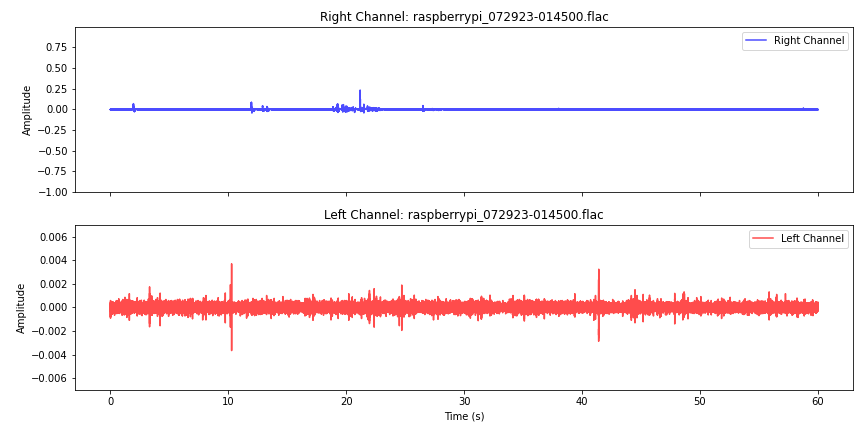 Right Channel: raspberrypi_072923-014500.flac
Right Channel
0.75
0.50
0.25
0.00
−0.25
−0.50
−0.75
−1.00
Amplitude
Left Channel: raspberrypi_072923-014500.flac
Left Channel
0.006
0.004
0.002
0.000
−0.002
−0.004
−0.006
Amplitude
0 10 20 30 40 50 60
Time (s)